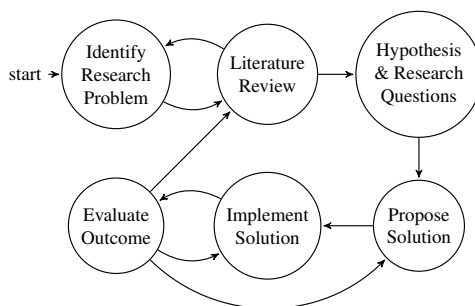 start
Identify
Research
Problem
Literature
Review
Hypothesis
& Research
Questions
Evaluate
Outcome
Implement
Solution
Propose
Solution